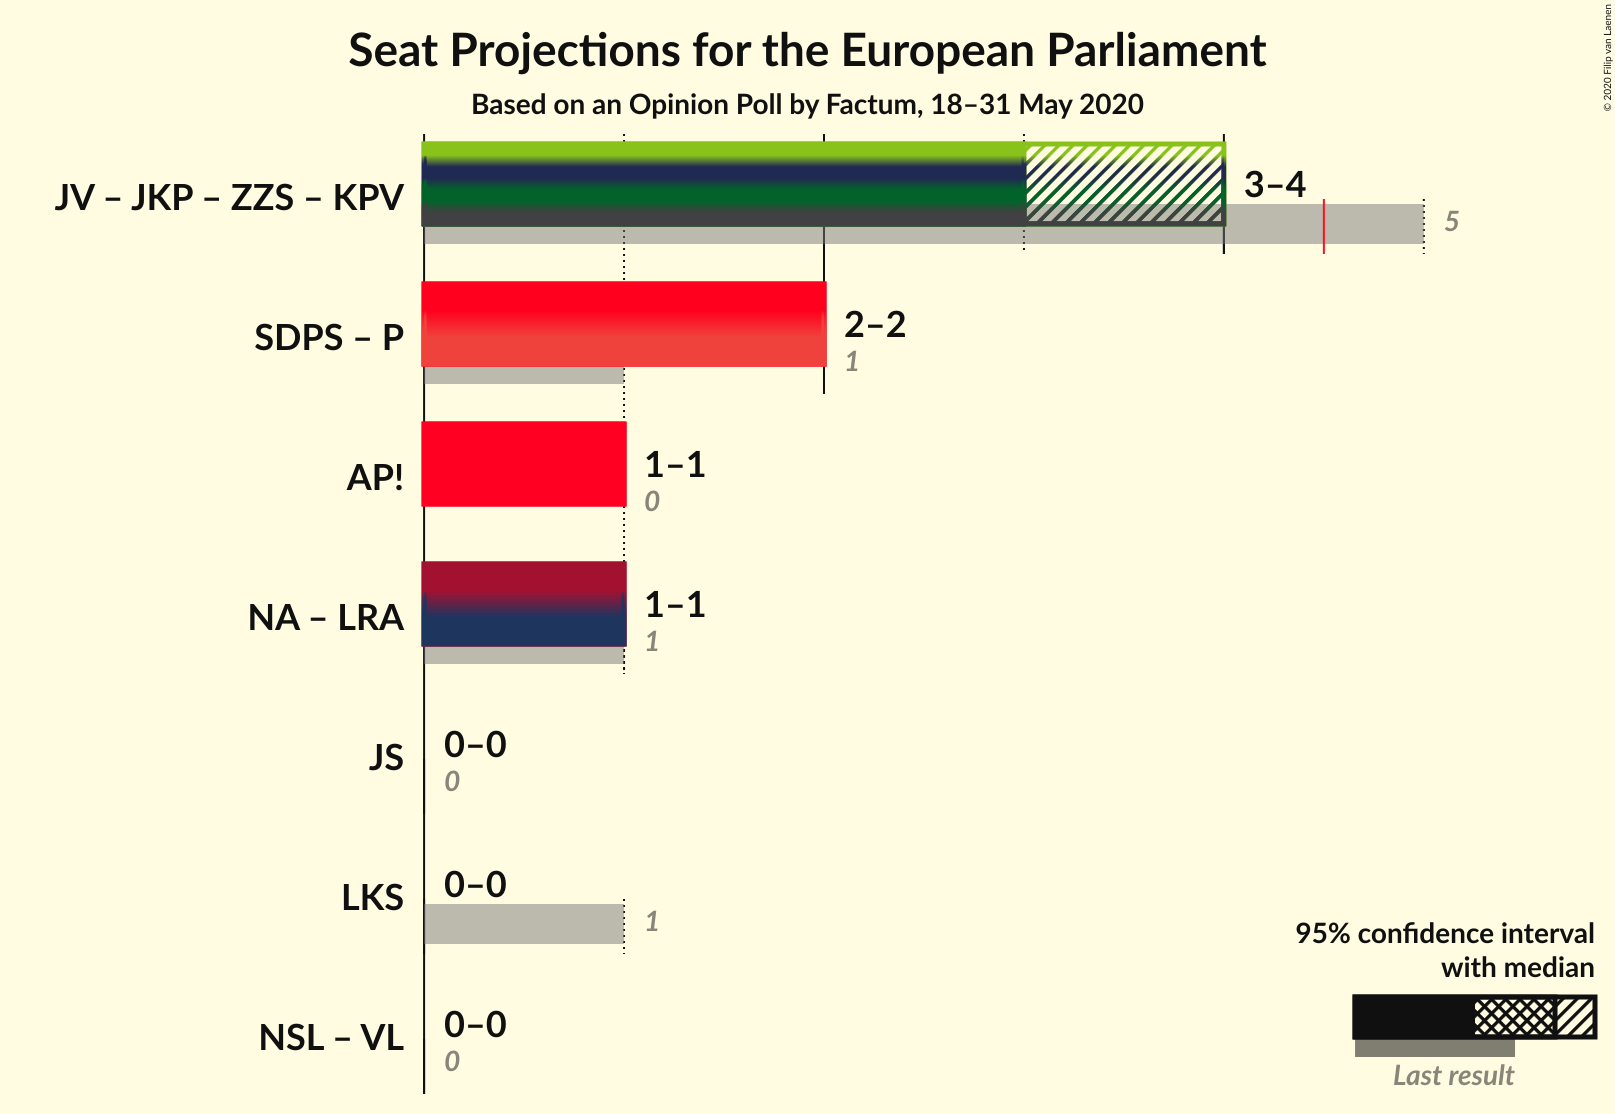 Seat Projections for the European Parliament
Based on an Opinion Poll by Factum, 18–31 May 2020
© 2020 Filip van Laenen
JV – JKP – ZZS – KPV
3–4
5
SDPS – P
2–2
1
AP!
1–1
0
NA – LRA
1–1
1
JS
0–0
0
LKS
0–0
1
NSL – VL
0–0
0
95% confidence interval
with median
Last result